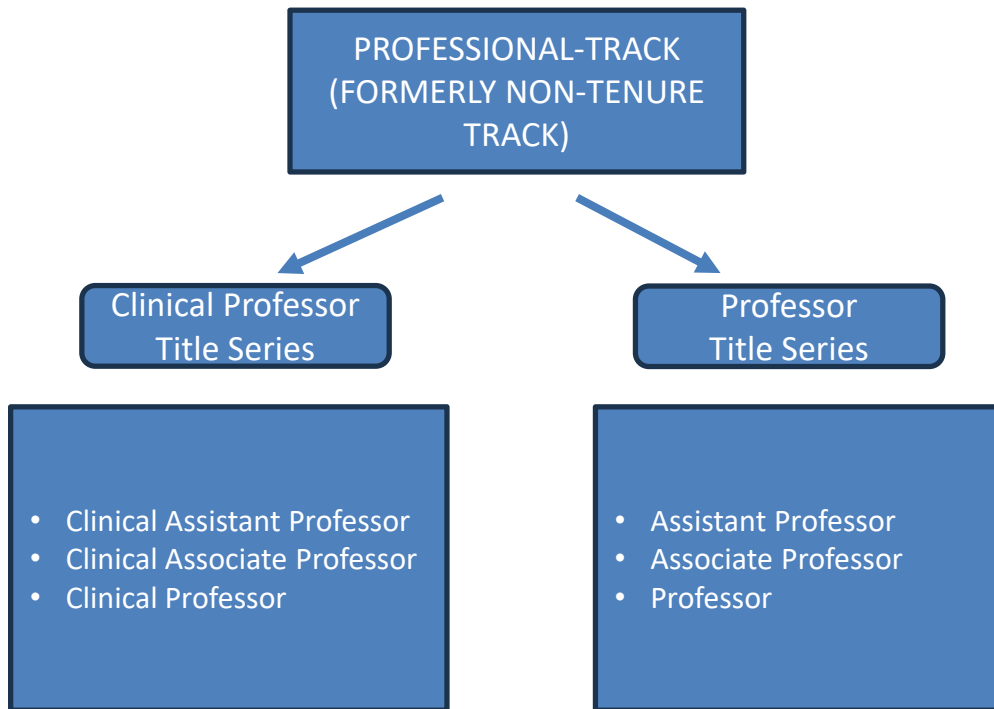 PROFESSIONAL-TRACK
(FORMERLY NON-TENURE
TRACK)
Clinical Professor
Title Series
Professor
Title Series
• Clinical Assistant Professor
• Clinical Associate Professor
• Clinical Professor
• Assistant Professor
• Associate Professor
• Professor